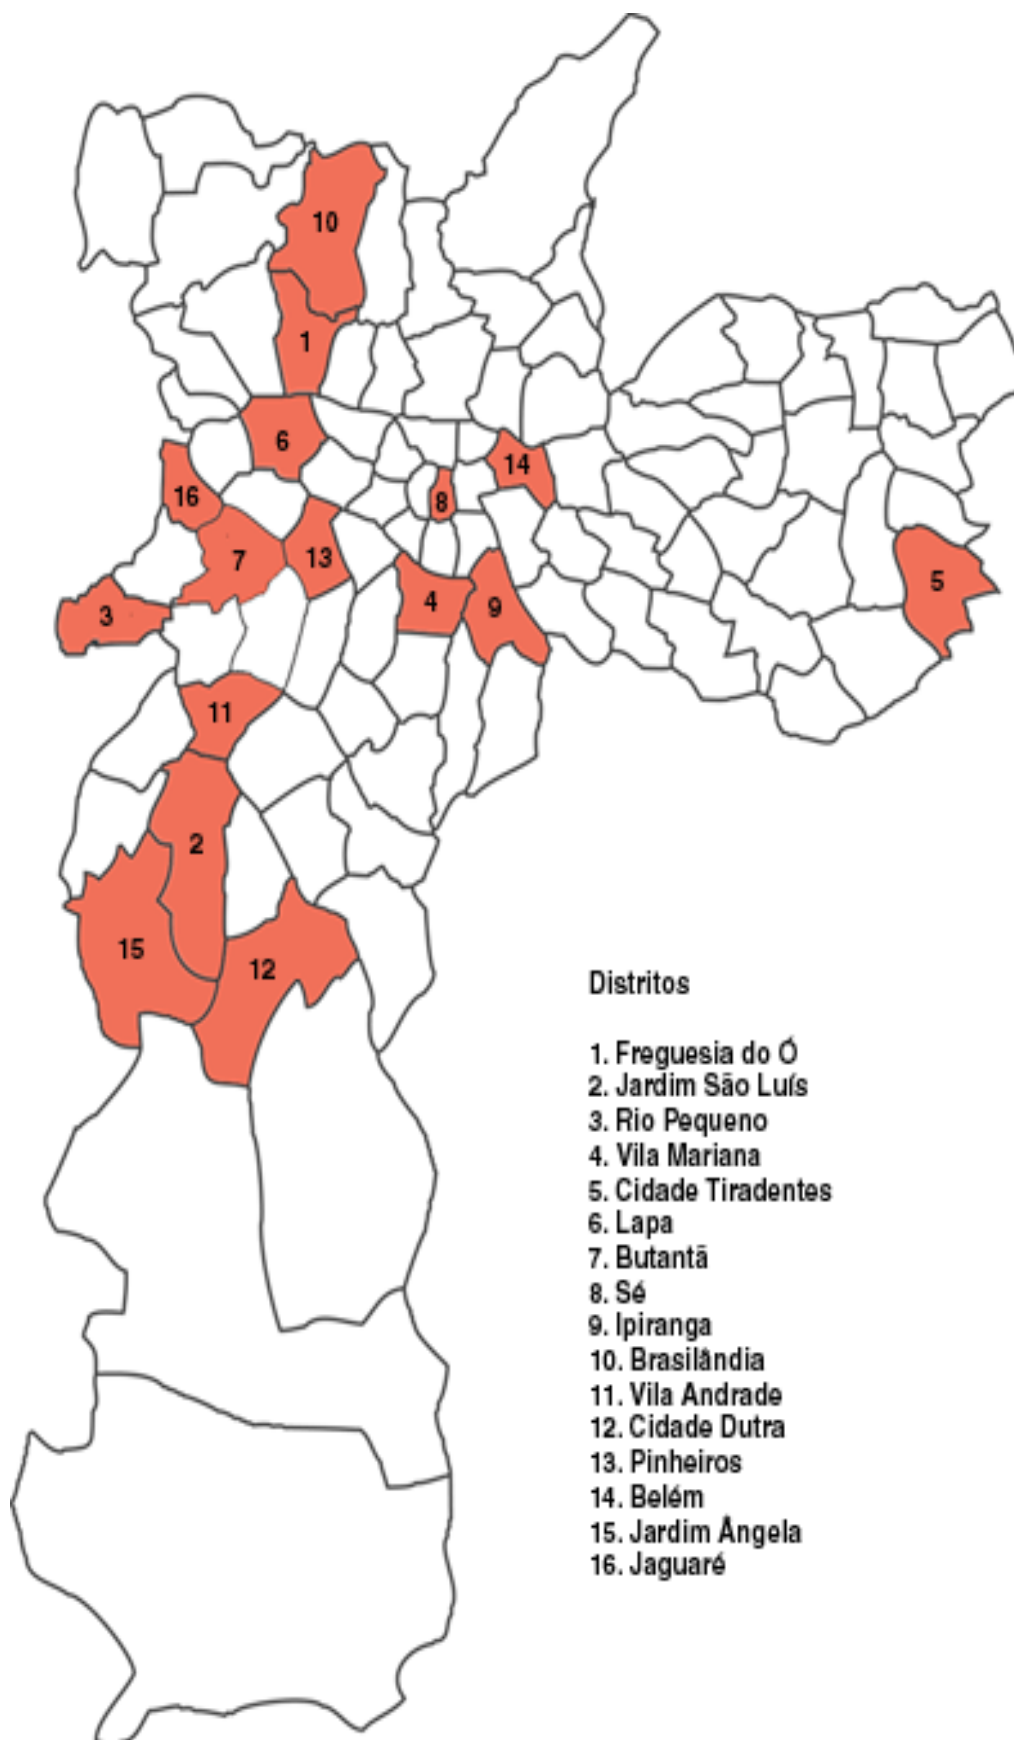 10
1
6
14
16
8
7
13
5
4
9
3
11
2
15
12
Distritos
1. Freguesia do Ó
2. Jardim São Luís
3. Rio Pequeno
4. Vila Mariana
5. Cidade Tiradentes
6. Lapa
7. Butantã
8. Sé
9. Ipiranga
10. Brasilândia
11. Vila Andrade
12. Cidade Dutra
13. Pinheiros
14. Belém
15. Jardim Ângela
16. Jaguaré